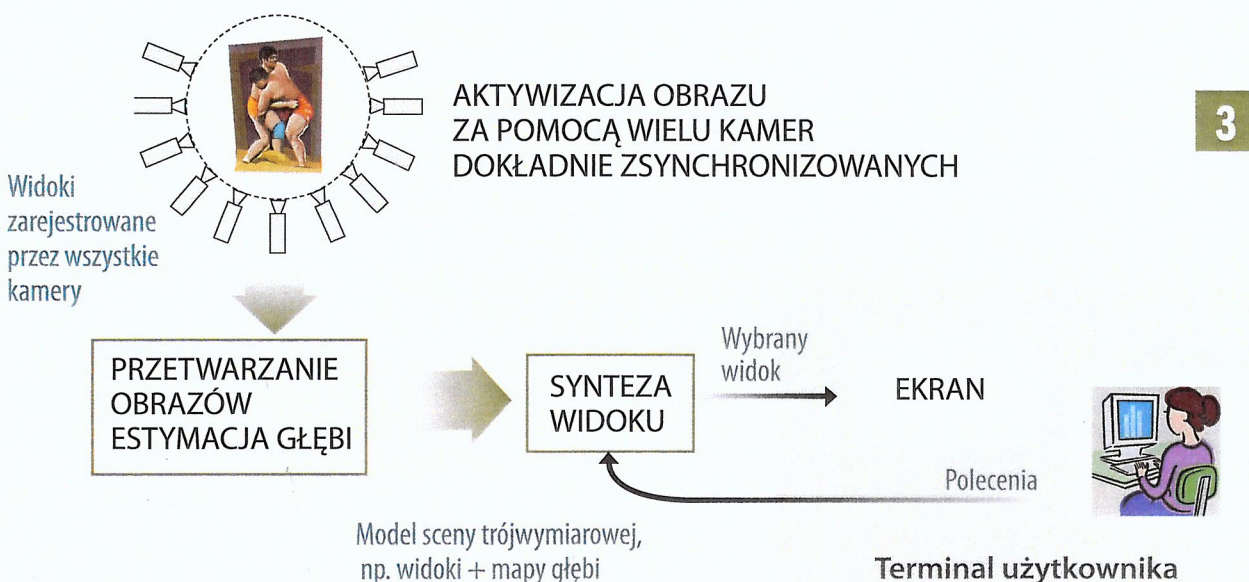 AKTYWIZACJA OBRAZU
ZA POMOCĄ WIELU KAMER
DOKŁADNIE ZSYNCHRONIZOWANYCH
3
Widoki
zarejestrowane
przez wszystkie
kamery
PRZETWARZANIE
OBRAZÓW
ESTYMACJA GŁĘBI
SYNTEZA
WIDOKU
Wybrany
widok
EKRAN
Polecenia
Model sceny trójwymiarowej,
np. widoki + mapy głębi
Terminal użytkownika